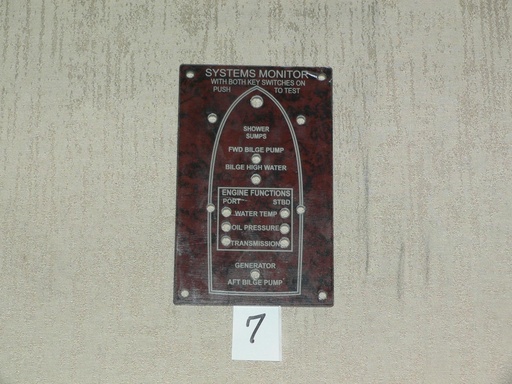 SYSTEMS MONITOR
WITH BOTH KEY SWITCHES ON
PUSH TO TEST
SHOWER
SUMPS
FWD BILGE PUMP
BILGE HIGH WATER
ENGINE FUNCTIONS
PORT STBD
WATER TEMP
OIL PRESSURE
TRANSMISSION
GENERATOR
AFT BILGE PUMP
7